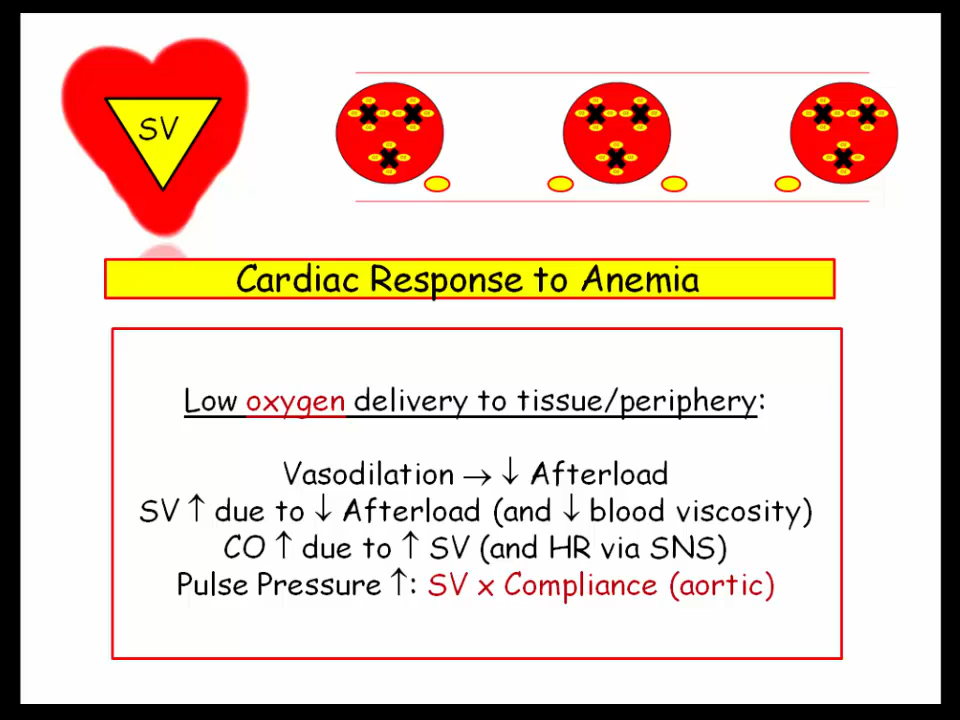 SV
Cardiac Response to Anemia
Low oxygen delivery to tissue/periphery:
Vasodilation → ↓ Afterload
SV ↑ due to ↓ Afterload (and ↓ blood viscosity)
CO ↑ due to ↑ SV (and HR via SNS)
Pulse Pressure ↑: SV x Compliance (aortic)